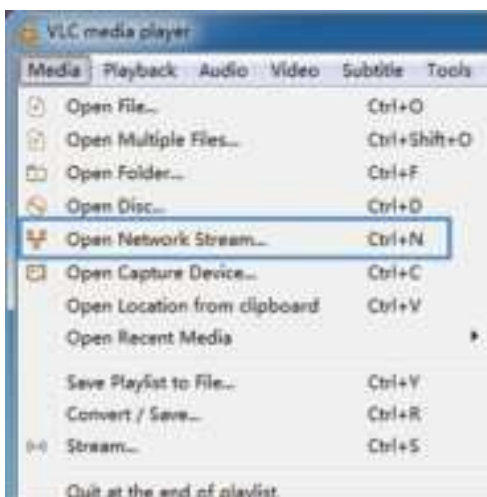 VLC media player
Media Playback Audio Video Subtitle Tools
Open File... Ctrl+O
Open Multiple Files... Ctrl+Shift+O
Open Folder... Ctrl+F
Open Disc... Ctrl+D
Open Network Stream... Ctrl+N
Open Capture Device... Ctrl+C
Open Location from clipboard Ctrl+V
Open Recent Media
Save Playlist to File... Ctrl+Y
Convert / Save... Ctrl+R
Stream... Ctrl+S
Quit at the end of playlist